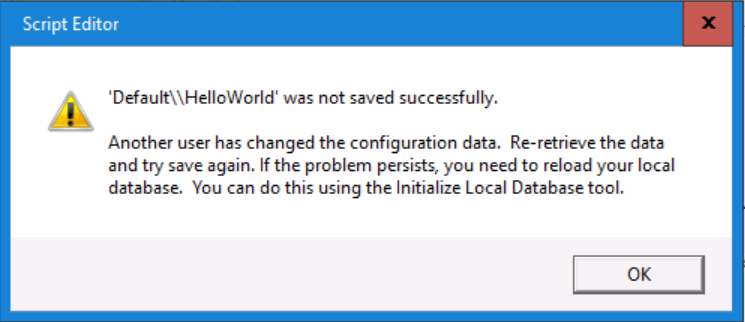 Script Editor
x
'Default\\HelloWorld' was not saved successfully.
Another user has changed the configuration data.  Re-retrieve the data
and try save again. If the problem persists, you need to reload your local
database.  You can do this using the Initialize Local Database tool.
OK